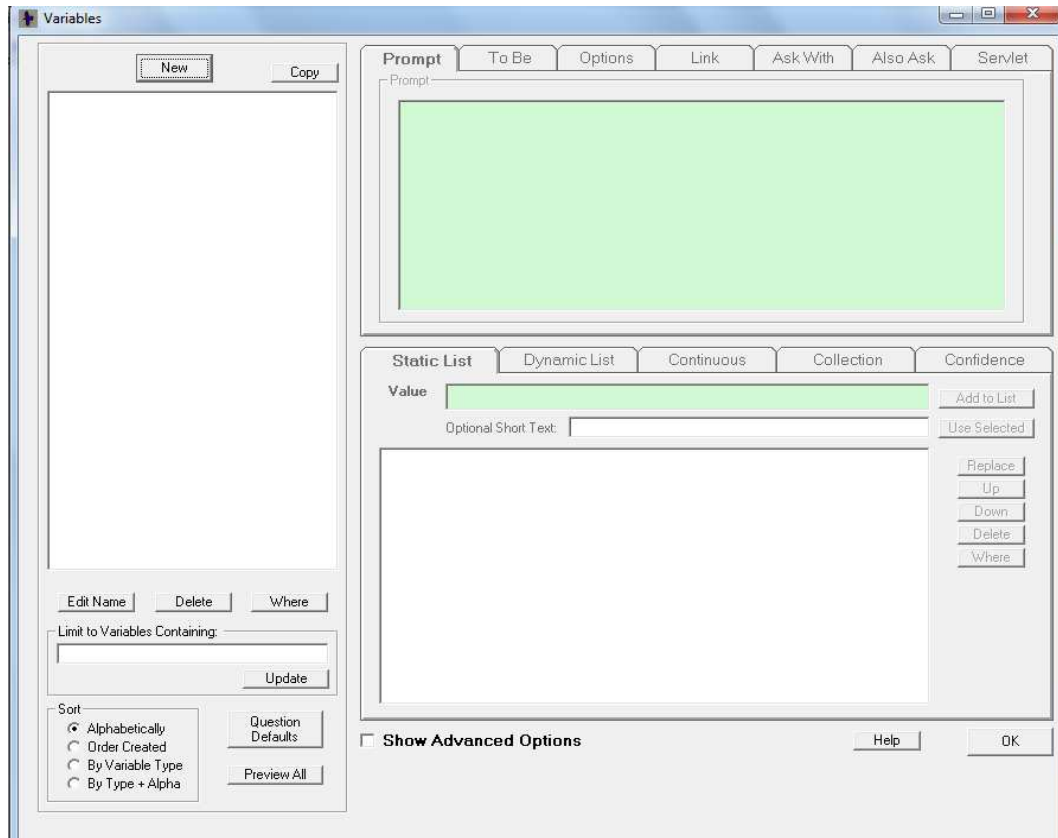 Variables
New
Copy
Edit Name Delete Where
Limit to Variables Containing:
Update
Sort
Alphabetically
Order Created
By Variable Type
By Type + Alpha
Question
Defaults
Preview All
Prompt To Be Options Link Ask With Also Ask Servlet
Prompt
Static List Dynamic List Continuous Collection Confidence
Value
Add to List
Optional Short Text:
Use Selected
Replace
Up
Down
Delete
Where
Show Advanced Options
Help
OK